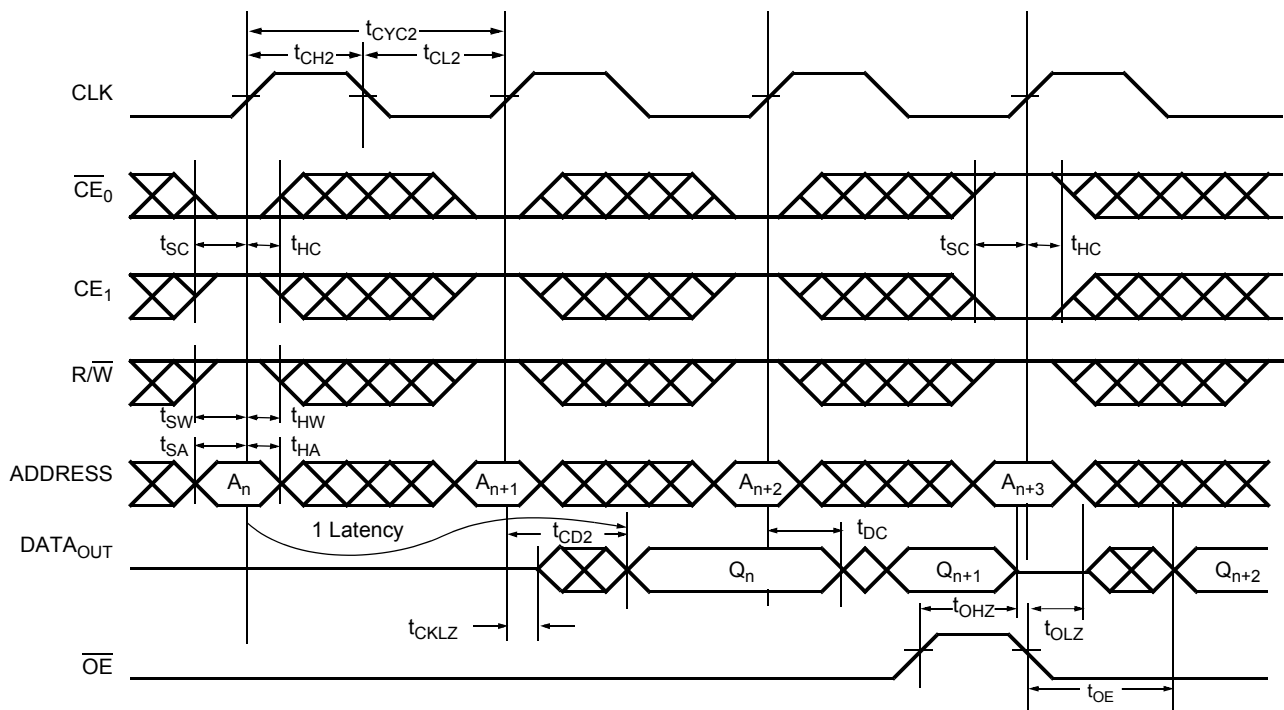 tCYC2
tCH2 tCL2
CLK
CE0
tSC tHC tSC tHC
CE1
R/W
tSW tHW
tSA tHA
ADDRESS An An+1 An+2 An+3
1 Latency tCD2 tDC
DATAOUT Qn Qn+1 Qn+2
tCKLZ tOHZ tOLZ
OE
tOE